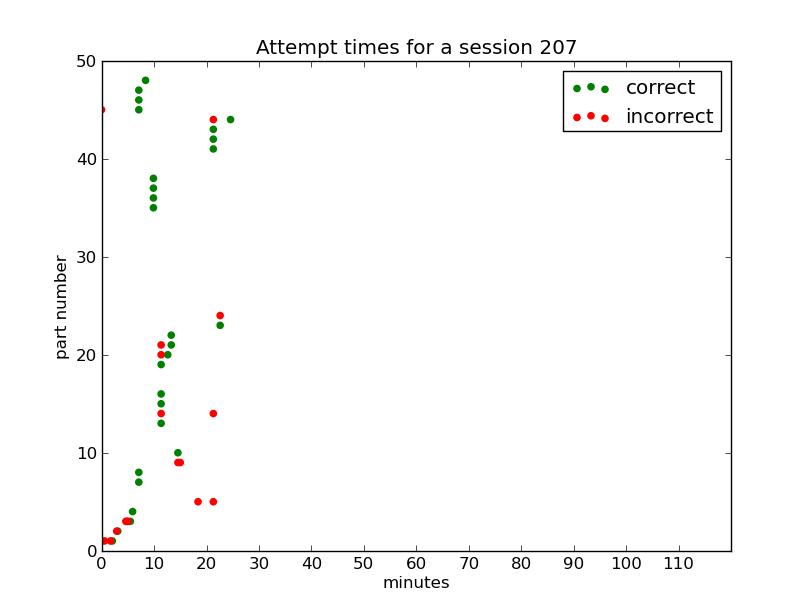 Attempt times for a session 207
correct
incorrect
50
40
30
20
10
0
part number
0 10 20 30 40 50 60 70 80 90 100 110
minutes